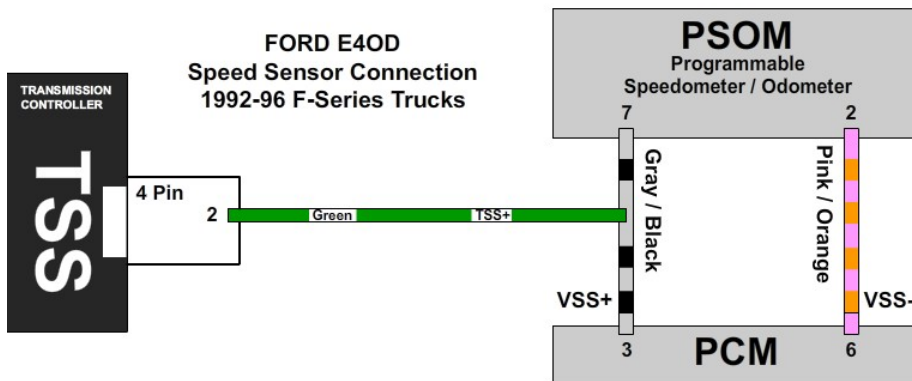 FORD E4OD
Speed Sensor Connection
1992-96 F-Series Trucks
TRANSMISSION
CONTROLLER
TSS
4 Pin
2
Green
TSS+
PSOM
Programmable
Speedometer / Odometer
7
2
Gray / Black
Pink / Orange
VSS+
VSS-
3
6
PCM